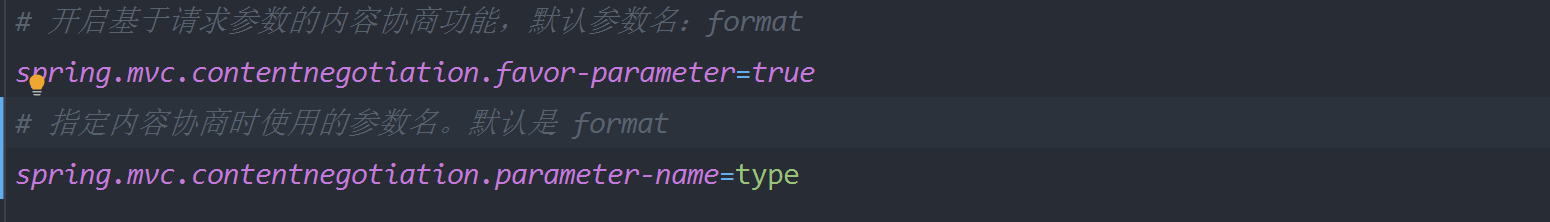 # 开启基于请求参数的内容协商功能，默认参数名：format
spring.mvc.contentnegotiation.favor-parameter=true
# 指定内容协商时使用的参数名。默认是 format
spring.mvc.contentnegotiation.parameter-name=type